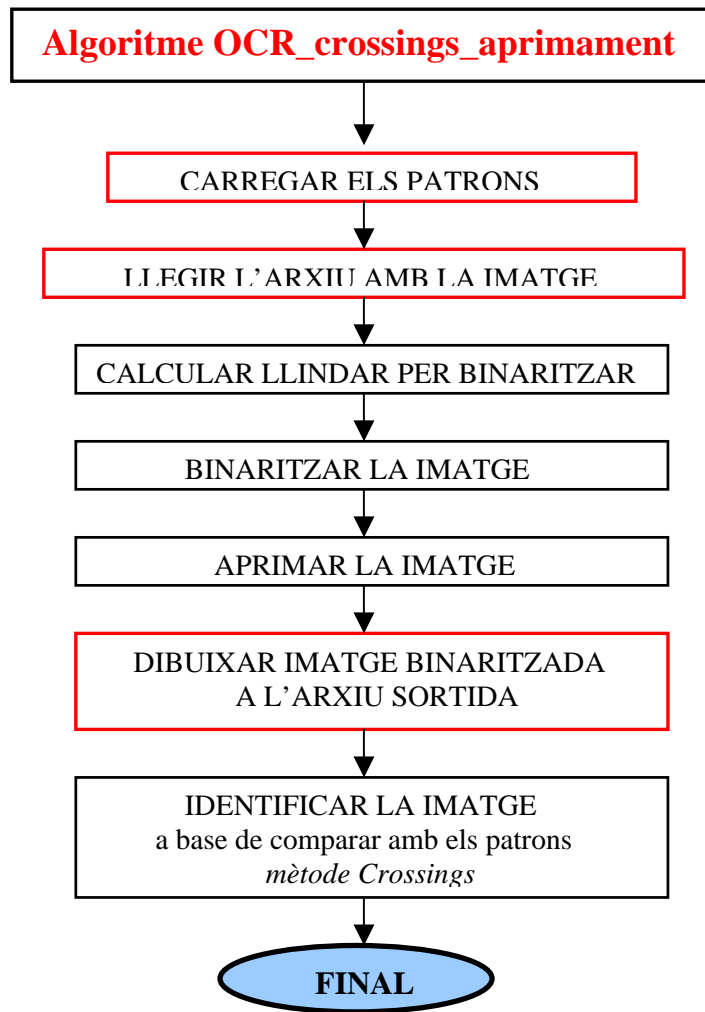 Algoritme OCR_crossings_aprimament
CARREGAR ELS PATRONS
LLEGIR L’ARXIU AMB LA IMATGE
CALCULAR LLINDAR PER BINARITZAR
BINARITZAR LA IMATGE
APRIMAR LA IMATGE
DIBUIXAR IMATGE BINARITZADA
A L’ARXIU SORTIDA
IDENTIFICAR LA IMATGE
a base de comparar amb els patrons
mètode Crossings
FINAL